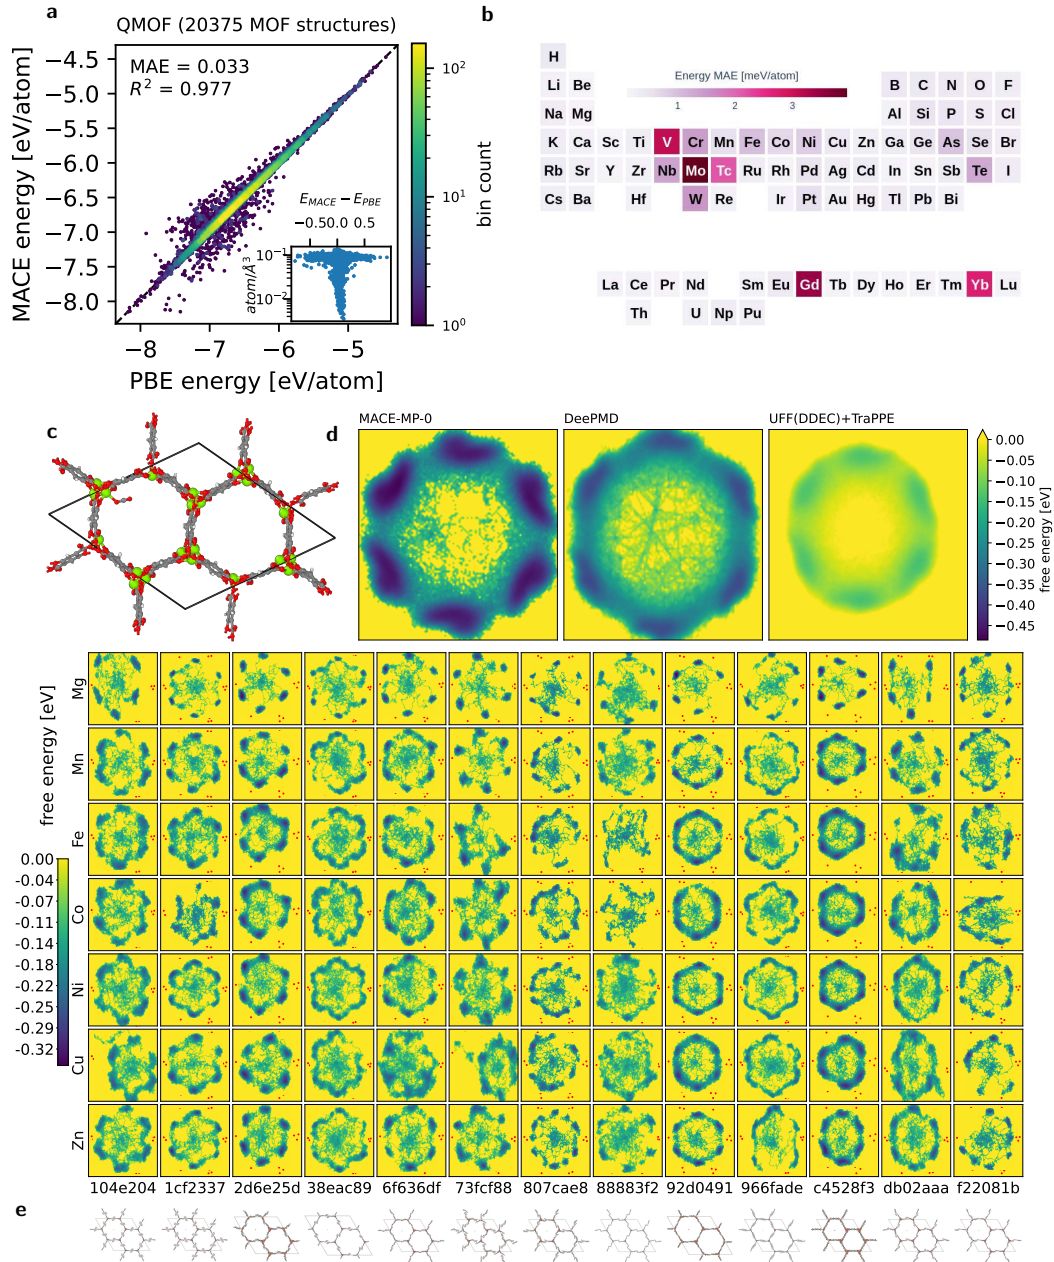 a
QMOF (20375 MOF structures)
MACE energy [eV/atom]
−4.5
−5.0
−5.5
−6.0
−6.5
−7.0
−7.5
−8.0
MAE = 0.033
R² = 0.977
E_MACE − E_PBE
−0.5 0.0 0.5
atom/Å³
10⁻¹
10⁻²
−8 −7 −6 −5
PBE energy [eV/atom]
10²
10¹
10⁰
bin count
b
Energy MAE [meV/atom]
1 2 3
H
Li Be B C N O F
Na Mg Al Si P S Cl
K Ca Sc Ti V Cr Mn Fe Co Ni Cu Zn Ga Ge As Se Br
Rb Sr Y Zr Nb Mo Tc Ru Rh Pd Ag Cd In Sn Sb Te I
Cs Ba Hf W Re Ir Pt Au Hg Tl Pb Bi
La Ce Pr Nd Sm Eu Gd Tb Dy Ho Er Tm Yb Lu
Th U Np Pu
c
d
MACE-MP-0
DeePMD
UFF(DDEC)+TraPPE
0.00
−0.05
−0.10
−0.15
−0.20
−0.25
−0.30
−0.35
−0.40
−0.45
free energy [eV]
free energy [eV]
0.00
-0.04
-0.07
-0.11
-0.14
-0.18
-0.22
-0.25
-0.29
-0.32
Mg
Mn
Fe
Co
Ni
Cu
Zn
104e204 1cf2337 2d6e25d 38eac89 6f636df 73fcf88 807cae8 88883f2 92d0491 966fade c4528f3 db02aaa f22081b
e